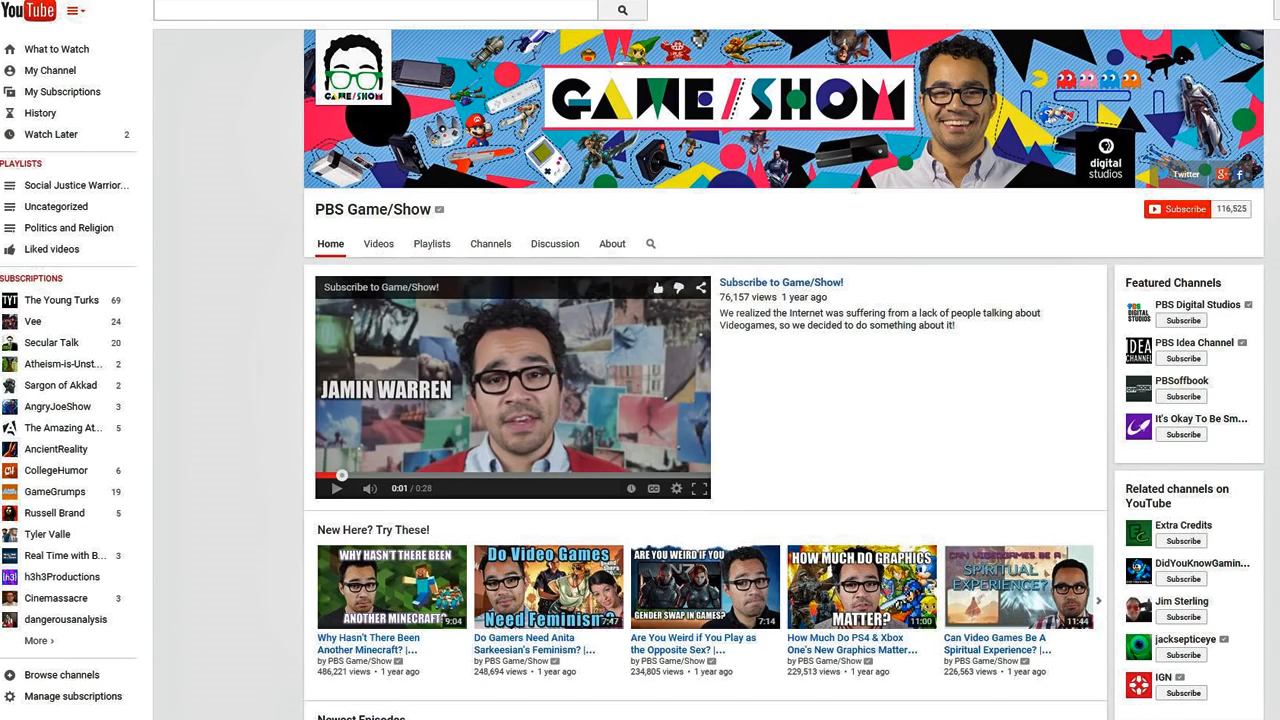 YouTube
What to Watch
My Channel
My Subscriptions
History
Watch Later 2
PLAYLISTS
Social Justice Warrior...
Uncategorized
Politics and Religion
Liked videos
SUBSCRIPTIONS
The Young Turks 69
Vee 24
Secular Talk 20
Atheism-is-Unst... 2
Sargon of Akkad 2
AngryJoeShow 3
The Amazing At... 5
AncientReality
CollegeHumor 6
GameGrumps 19
Russell Brand 5
Tyler Valle
Real Time with B... 3
h3h3Productions
Cinemassacre 3
dangerousanalysis
More ›
Browse channels
Manage subscriptions
GAME/SHOW
GAME/SHOW
PBS
digital
studios
Twitter
PBS Game/Show
Subscribe 116,525
Home Videos Playlists Channels Discussion About
Subscribe to Game/Show!
JAMIN WARREN
0:01 / 0:28
Subscribe to Game/Show!
76,157 views 1 year ago
We realized the Internet was suffering from a lack of people talking about
Videogames, so we decided to do something about it!
New Here? Try These!
WHY HASN'T THERE BEEN
ANOTHER MINECRAFT
9:04
Why Hasn't There Been
Another Minecraft? |...
by PBS Game/Show
486,221 views • 1 year ago
Do Video Games
Need Feminism?
7:47
Do Gamers Need Anita
Sarkeesian's Feminism? |...
by PBS Game/Show
248,694 views • 1 year ago
ARE YOU WEIRD IF YOU
N7
GENDER SWAP IN GAMES?
7:14
Are You Weird if You Play as
the Opposite Sex? |...
by PBS Game/Show
234,805 views • 1 year ago
HOW MUCH DO GRAPHICS
MATTER?
11:00
How Much Do PS4 & Xbox
One's New Graphics Matter...
by PBS Game/Show
229,513 views • 1 year ago
CAN VIDEOGAMES BE A
SPIRITUAL
EXPERIENCE?
11:44
Can Video Games Be A
Spiritual Experience? |...
by PBS Game/Show
226,563 views • 1 year ago
Newest Episodes
Featured Channels
PBS Digital Studios
Subscribe
PBS Idea Channel
Subscribe
PBSoffbook
Subscribe
It's Okay To Be Sm...
Subscribe
Related channels on
YouTube
Extra Credits
Subscribe
DidYouKnowGamin...
Subscribe
Jim Sterling
Subscribe
jacksepticeye
Subscribe
IGN
Subscribe